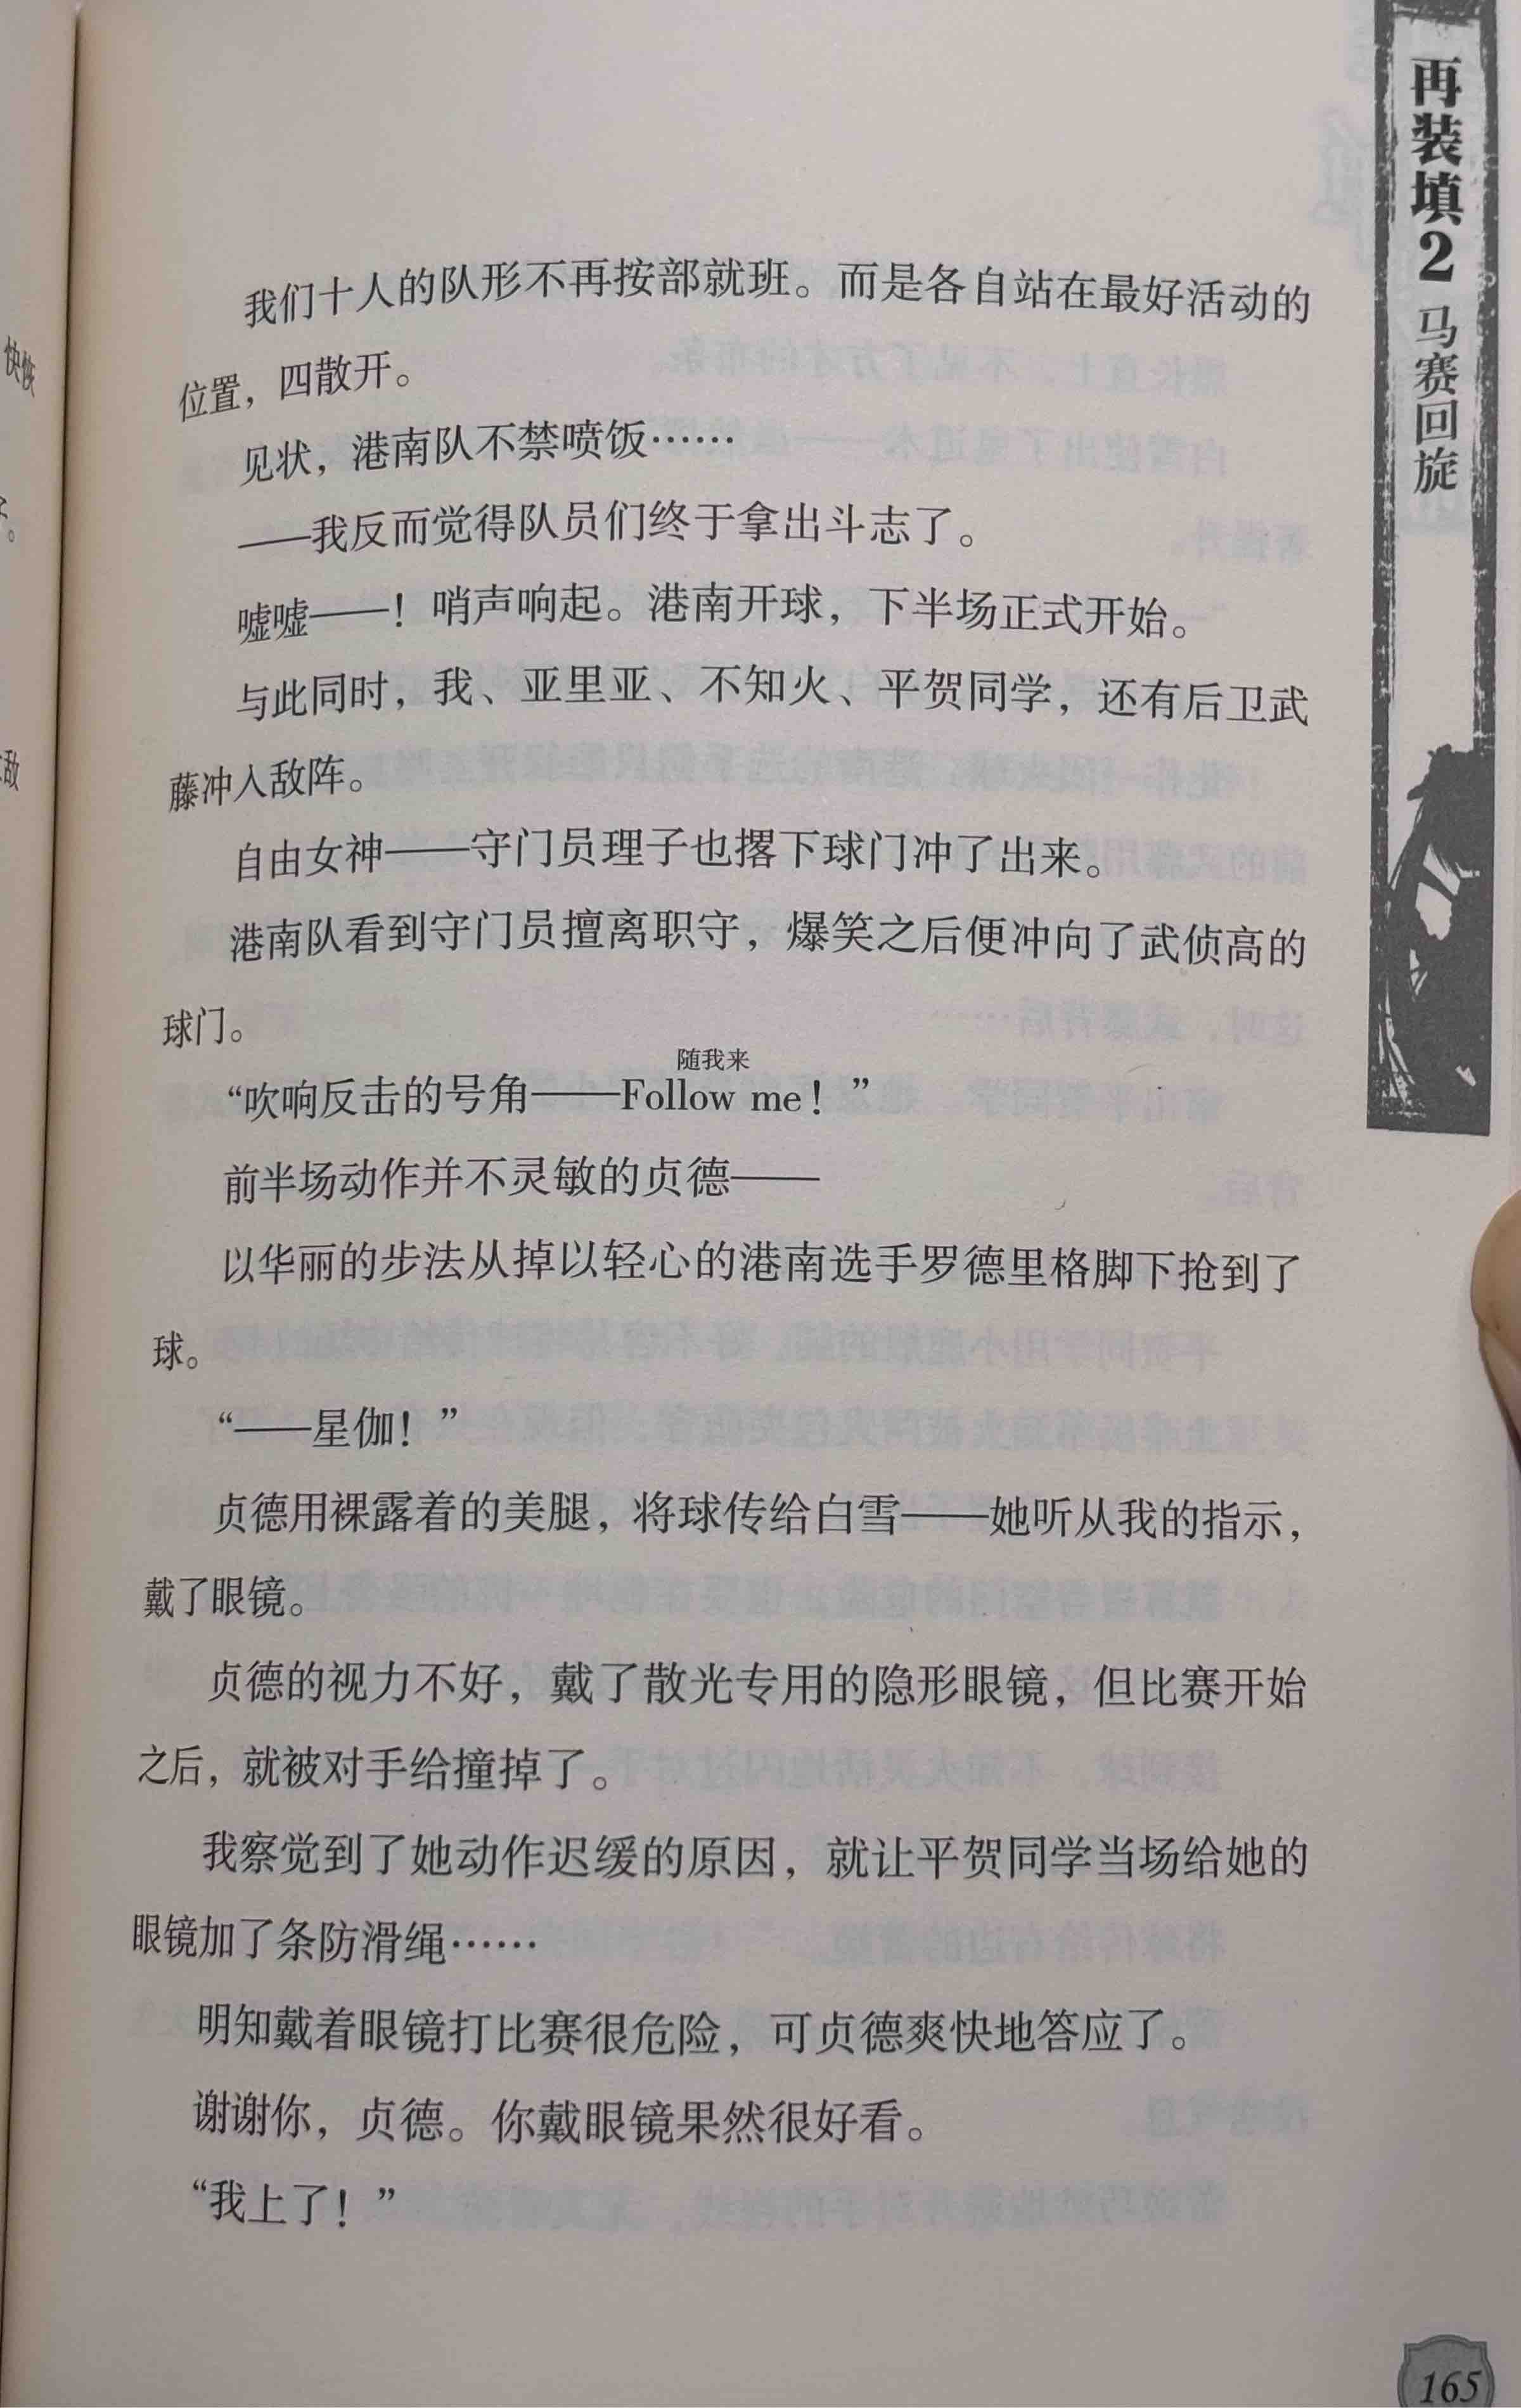 再装填2 马赛回旋
我们十人的队形不再按部就班。而是各自站在最好活动的
位置，四散开。
见状，港南队不禁喷饭……
——我反而觉得队员们终于拿出斗志了。
嘘嘘——！哨声响起。港南开球，下半场正式开始。
与此同时，我、亚里亚、不知火、平贺同学，还有后卫武
藤冲入敌阵。
自由女神——守门员理子也撂下球门冲了出来。
港南队看到守门员擅离职守，爆笑之后便冲向了武侦高的
球门。
随我来
“吹响反击的号角——Follow me！”
前半场动作并不灵敏的贞德——
以华丽的步法从掉以轻心的港南选手罗德里格脚下抢到了
球。
“——星伽！”
贞德用裸露着的美腿，将球传给白雪——她听从我的指示，
戴了眼镜。
贞德的视力不好，戴了散光专用的隐形眼镜，但比赛开始
之后，就被对手给撞掉了。
我察觉到了她动作迟缓的原因，就让平贺同学当场给她的
眼镜加了条防滑绳……
明知戴着眼镜打比赛很危险，可贞德爽快地答应了。
谢谢你，贞德。你戴眼镜果然很好看。
“我上了！”
165